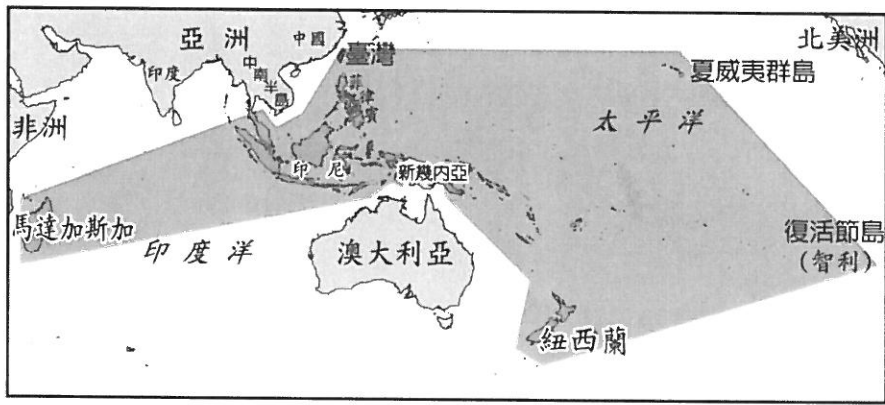 亞洲
中國
臺灣
北美洲
印度
中南半島
菲律賓
夏威夷群島
非洲
太平洋
印尼
新幾內亞
馬達加斯加
印度洋
澳大利亞
復活節島
(智利)
紐西蘭